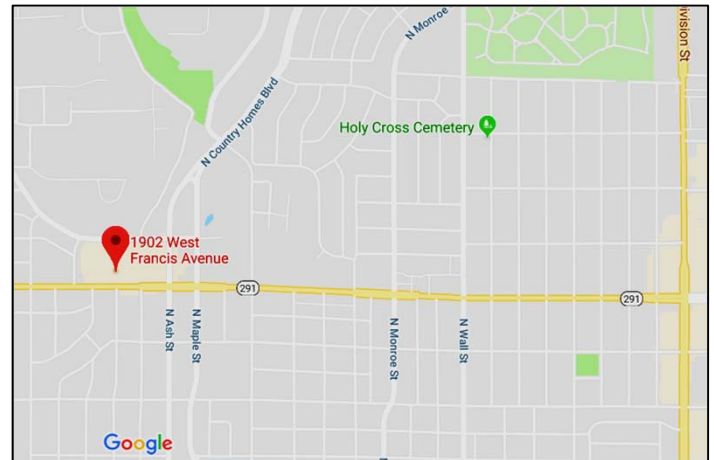 N Monroe
ivision St
N Country Homes Blvd
Holy Cross Cemetery
1902 West
Francis Avenue
291
291
N Ash St
N Maple St
N Monroe St
N Wall St
Google